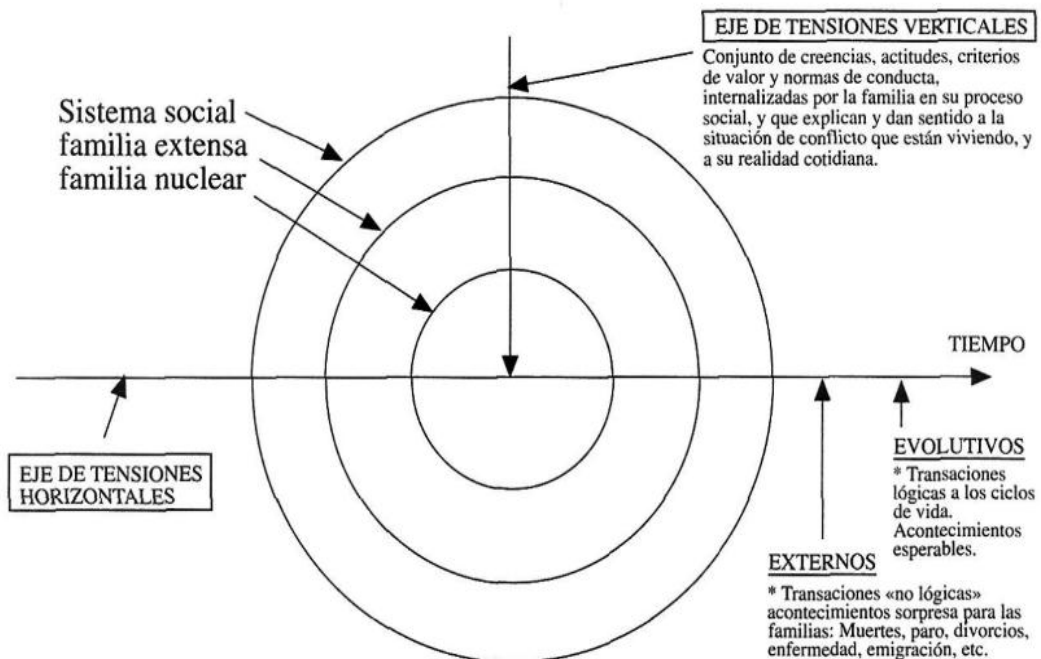 EJE DE TENSIONES VERTICALES
Conjunto de creencias, actitudes, criterios
de valor y normas de conducta,
internalizadas por la familia en su proceso
social, y que explican y dan sentido a la
situación de conflicto que están viviendo, y
a su realidad cotidiana.
Sistema social
familia extensa
familia nuclear
TIEMPO
EJE DE TENSIONES
HORIZONTALES
EVOLUTIVOS
* Transaciones
lógicas a los ciclos
de vida.
Acontecimientos
esperables.
EXTERNOS
* Transaciones «no lógicas»
acontecimientos sorpresa para las
familias: Muertes, paro, divorcios,
enfermedad, emigración, etc.